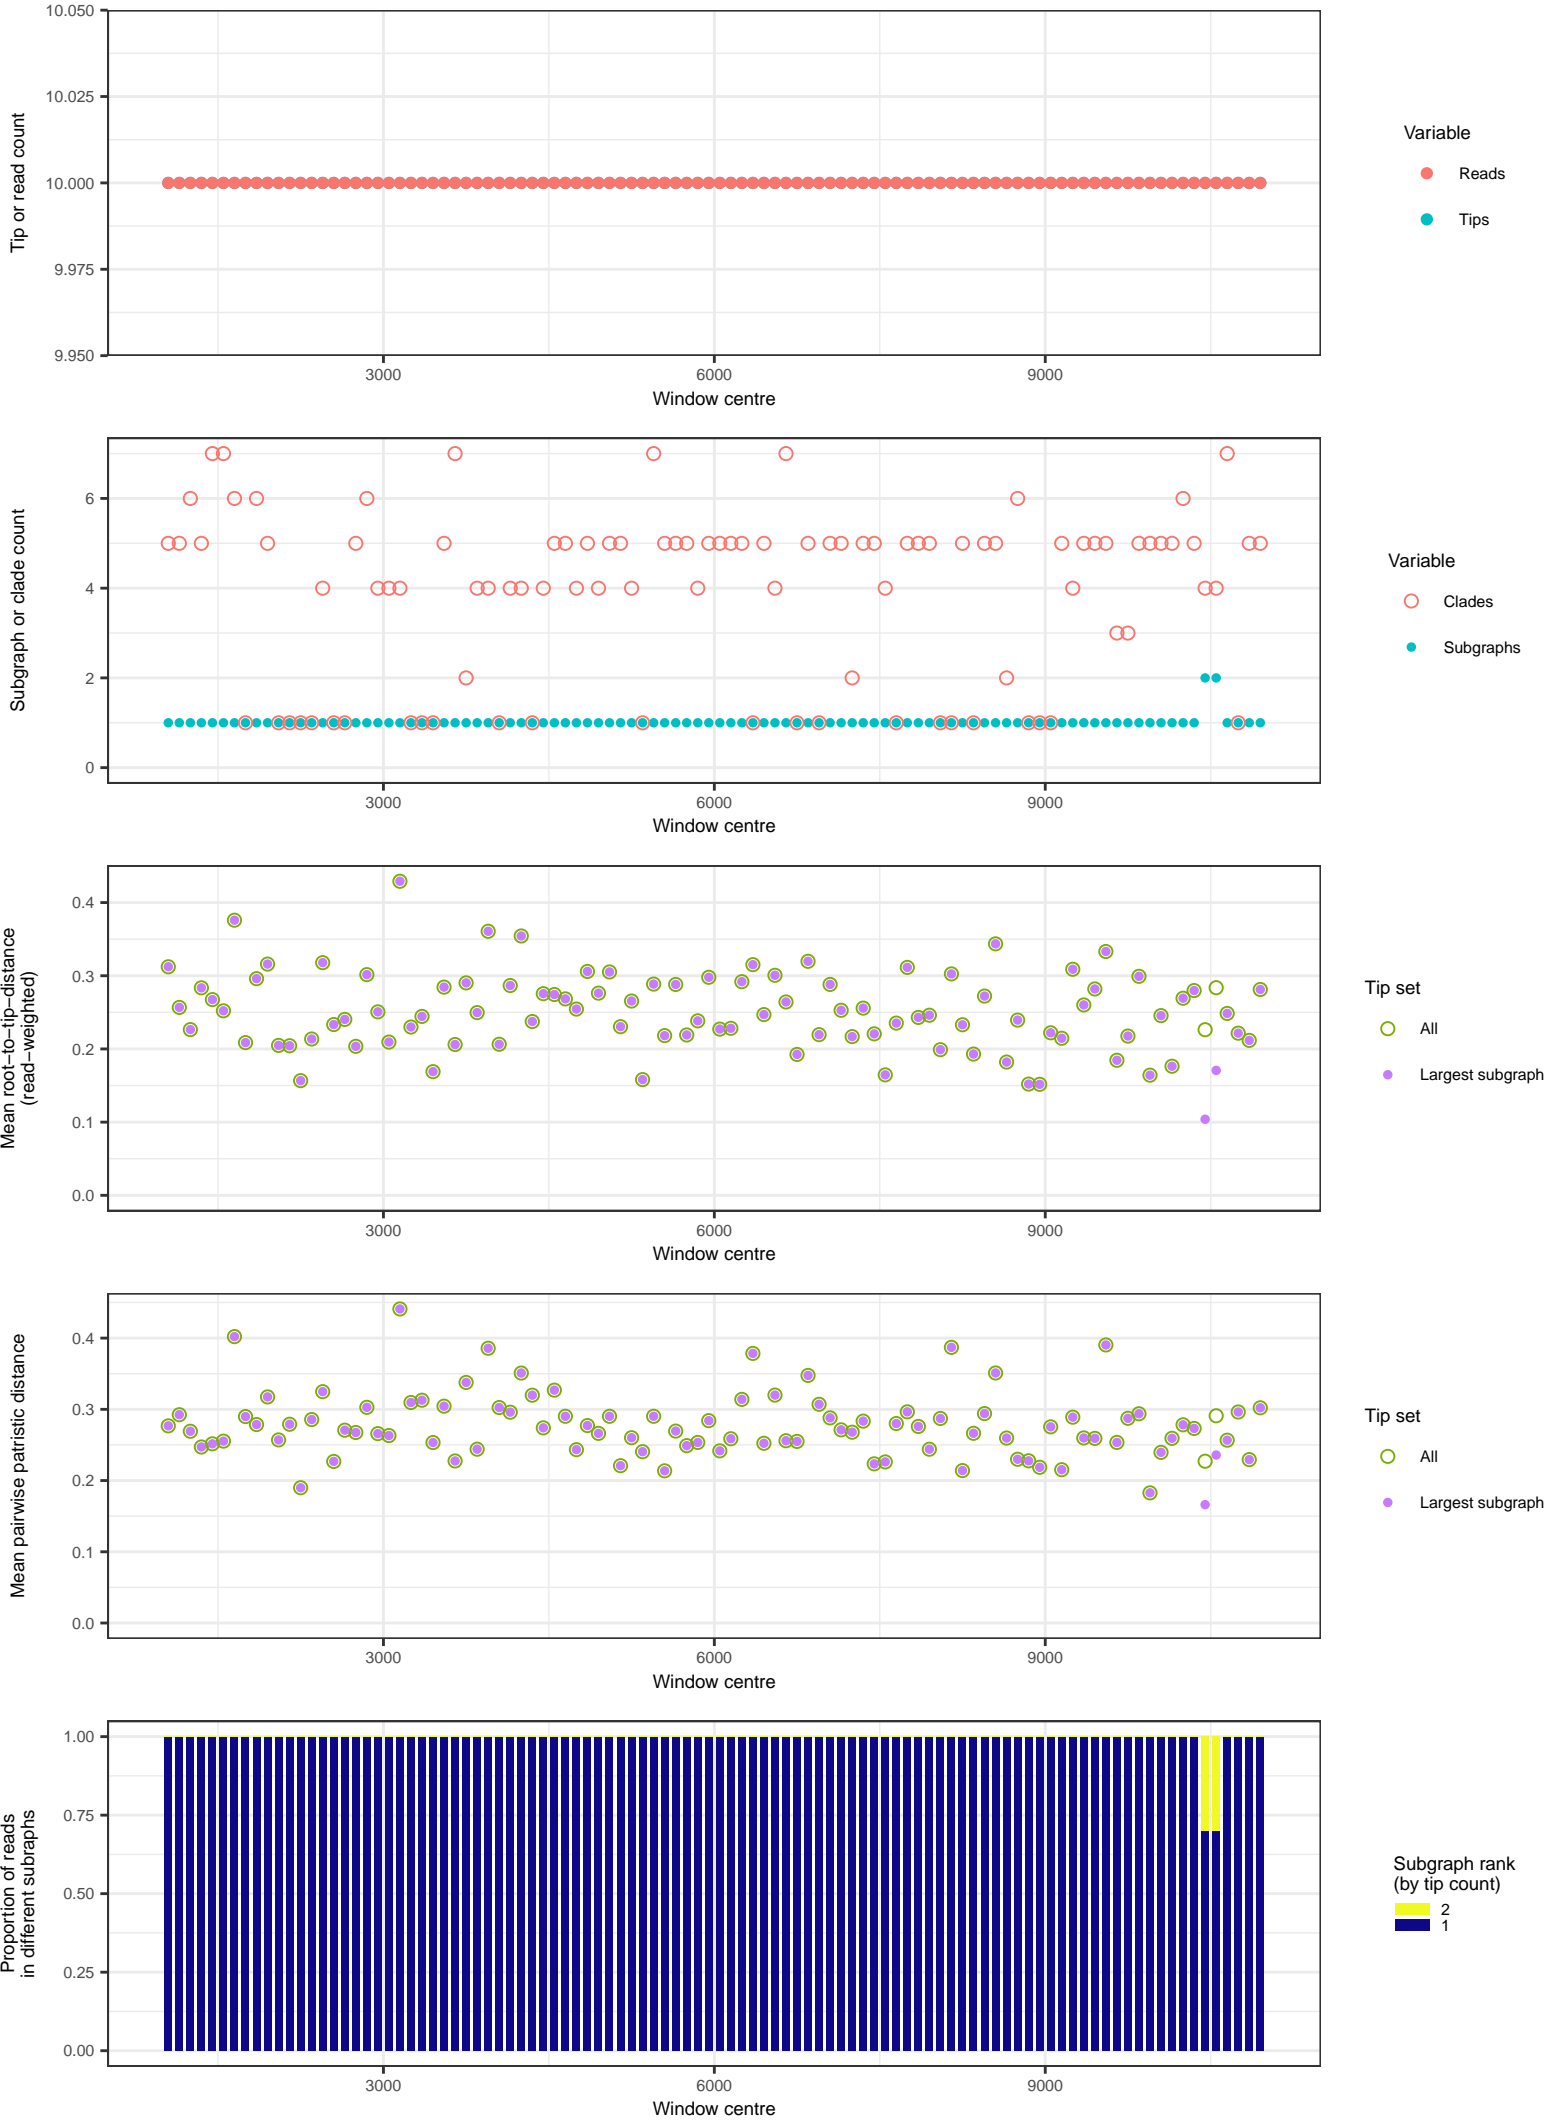 10.050
10.025
10.000
9.975
9.950
Tip or read count
3000
6000
9000
Window centre
Variable
Reads
Tips
6
4
2
0
Subgraph or clade count
3000
6000
9000
Window centre
Variable
Clades
Subgraphs
0.4
0.3
0.2
0.1
0.0
Mean root−to−tip−distance
(read−weighted)
3000
6000
9000
Window centre
Tip set
All
Largest subgraph
0.4
0.3
0.2
0.1
0.0
Mean pairwise patristic distance
3000
6000
9000
Window centre
Tip set
All
Largest subgraph
1.00
0.75
0.50
0.25
0.00
Proportion of reads
in different subraphs
3000
6000
9000
Window centre
Subgraph rank
(by tip count)
2
1